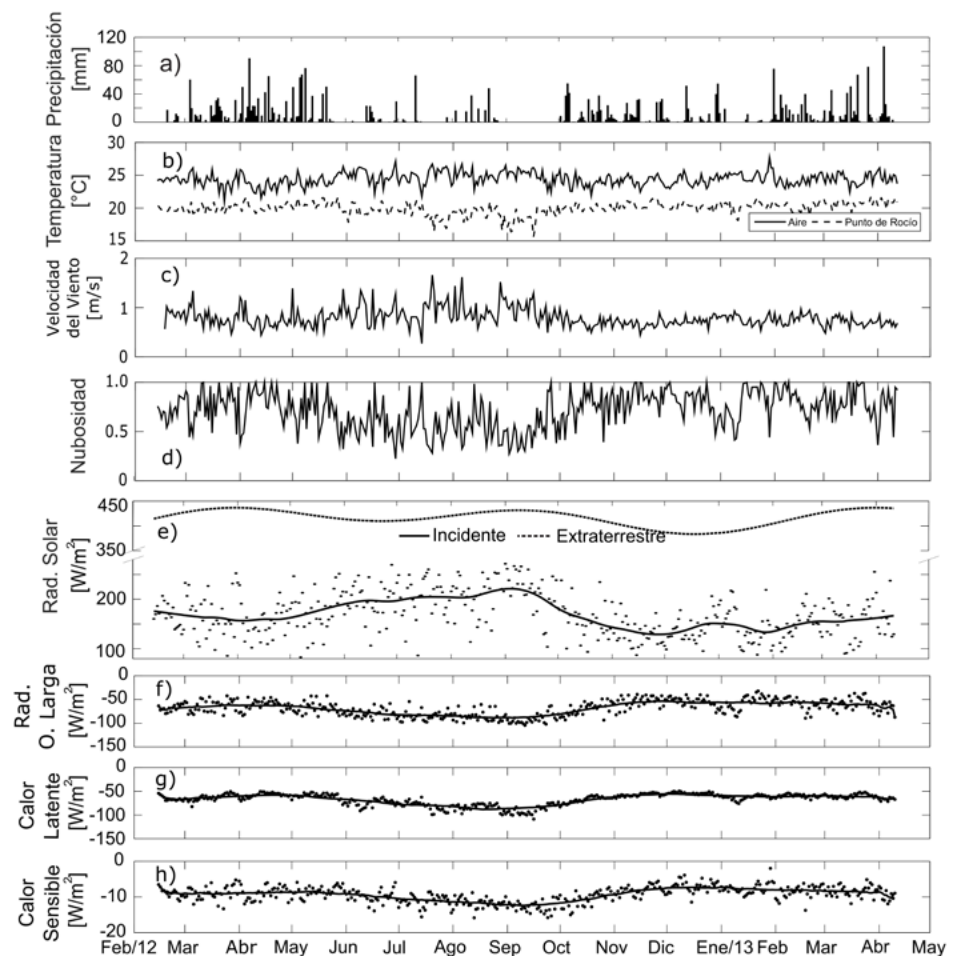 a)
Precipitación
[mm]
120
80
40
0
b)
Temperatura
[°C]
30
25
20
15
Aire
Punto de Rocío
c)
Velocidad
del Viento
[m/s]
2
1
0
d)
Nubosidad
1.0
0.5
0
e)
Rad. Solar
[W/m²]
450
350
200
100
Incidente
Extraterrestre
f)
Rad.
O. Larga
[W/m²]
0
-50
-100
-150
g)
Calor
Latente
[W/m²]
0
-50
-100
-150
h)
Calor
Sensible
[W/m²]
0
-10
-20
Feb/12 Mar Abr May Jun Jul Ago Sep Oct Nov Dic Ene/13 Feb Mar Abr May